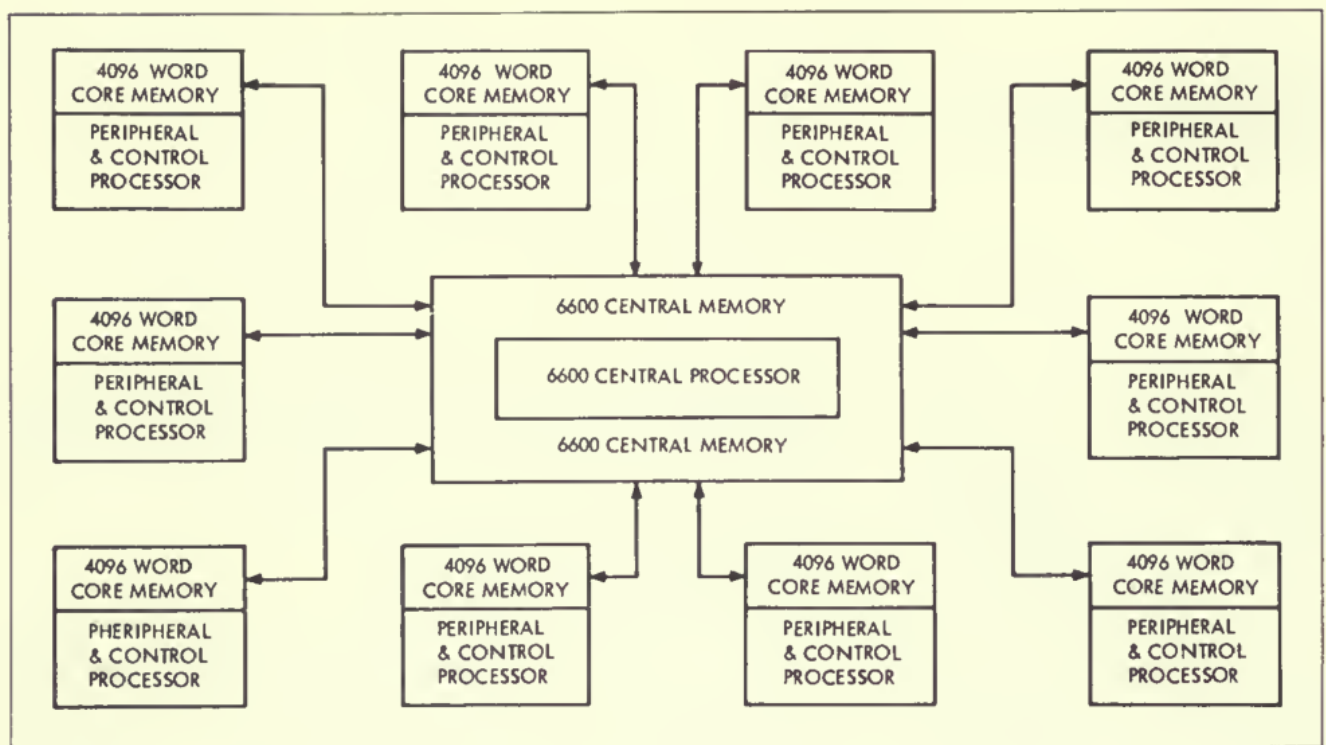 4096 WORD
CORE MEMORY
PERIPHERAL
& CONTROL
PROCESSOR
4096 WORD
CORE MEMORY
PERIPHERAL
& CONTROL
PROCESSOR
4096 WORD
CORE MEMORY
PERIPHERAL
& CONTROL
PROCESSOR
4096 WORD
CORE MEMORY
PERIPHERAL
& CONTROL
PROCESSOR
4096 WORD
CORE MEMORY
PERIPHERAL
& CONTROL
PROCESSOR
6600 CENTRAL MEMORY
6600 CENTRAL PROCESSOR
6600 CENTRAL MEMORY
4096 WORD
CORE MEMORY
PERIPHERAL
& CONTROL
PROCESSOR
4096 WORD
CORE MEMORY
PHERIPHERAL
& CONTROL
PROCESSOR
4096 WORD
CORE MEMORY
PERIPHERAL
& CONTROL
PROCESSOR
4096 WORD
CORE MEMORY
PERIPHERAL
& CONTROL
PROCESSOR
4096 WORD
CORE MEMORY
PERIPHERAL
& CONTROL
PROCESSOR